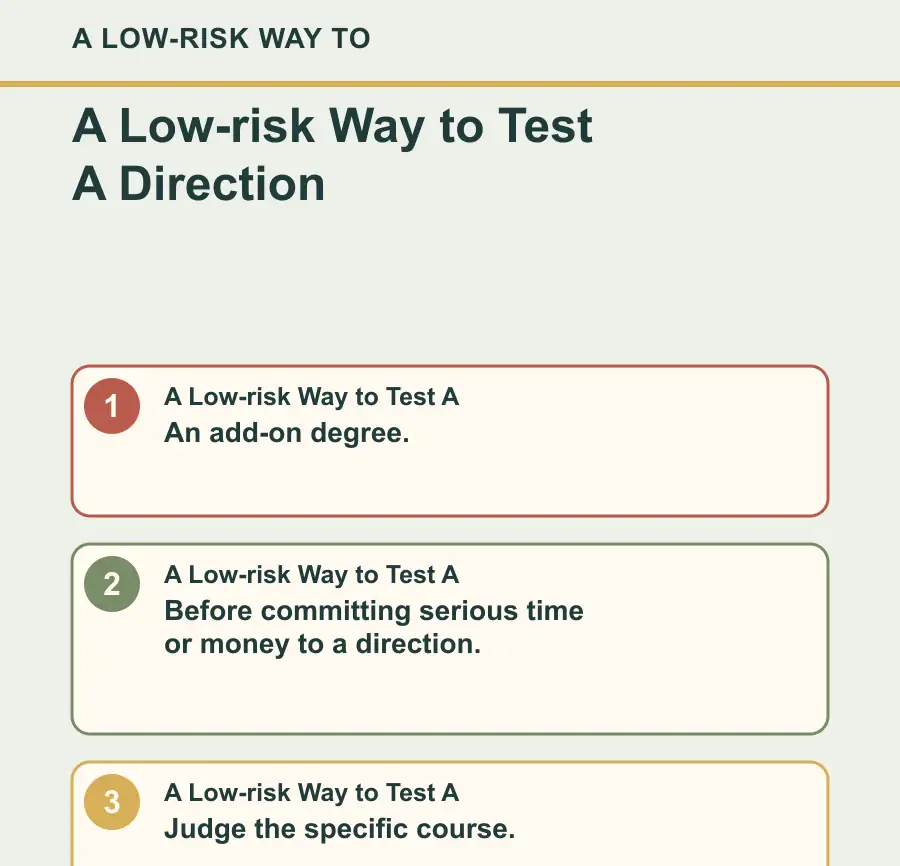 A LOW-RISK WAY TO
A Low-risk Way to Test
A Direction
1
A Low-risk Way to Test A
An add-on degree.
2
A Low-risk Way to Test A
Before committing serious time
or money to a direction.
3
A Low-risk Way to Test A
Judge the specific course.